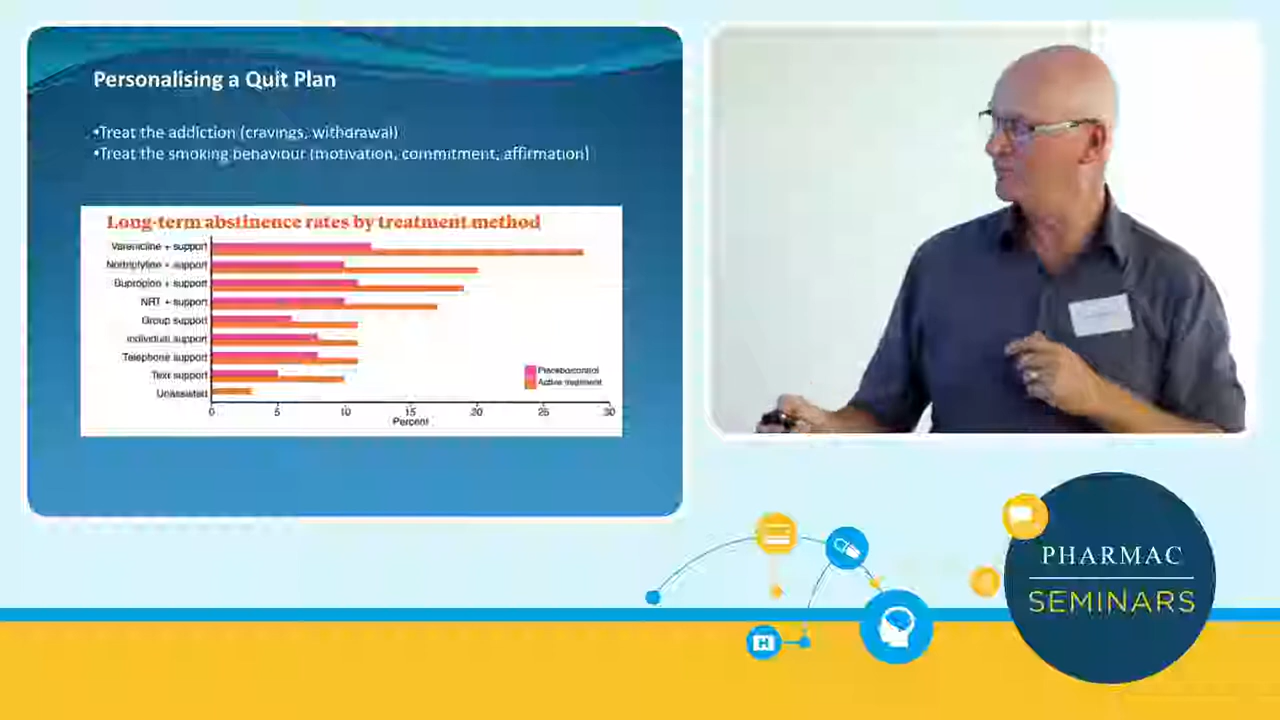 Personalising a Quit Plan
•Treat the addiction (cravings, withdrawal)
•Treat the smoking behaviour (motivation, commitment, affirmation)
Long-term abstinence rates by treatment method
Varenicline + support
Nortriptyline + support
Bupropion + support
NRT + support
Group support
Individual support
Telephone support
Text support
Unassisted
Placebo/control
Active treatment
0 5 10 15 20 25 30
Percent
PHARMAC
SEMINARS
H